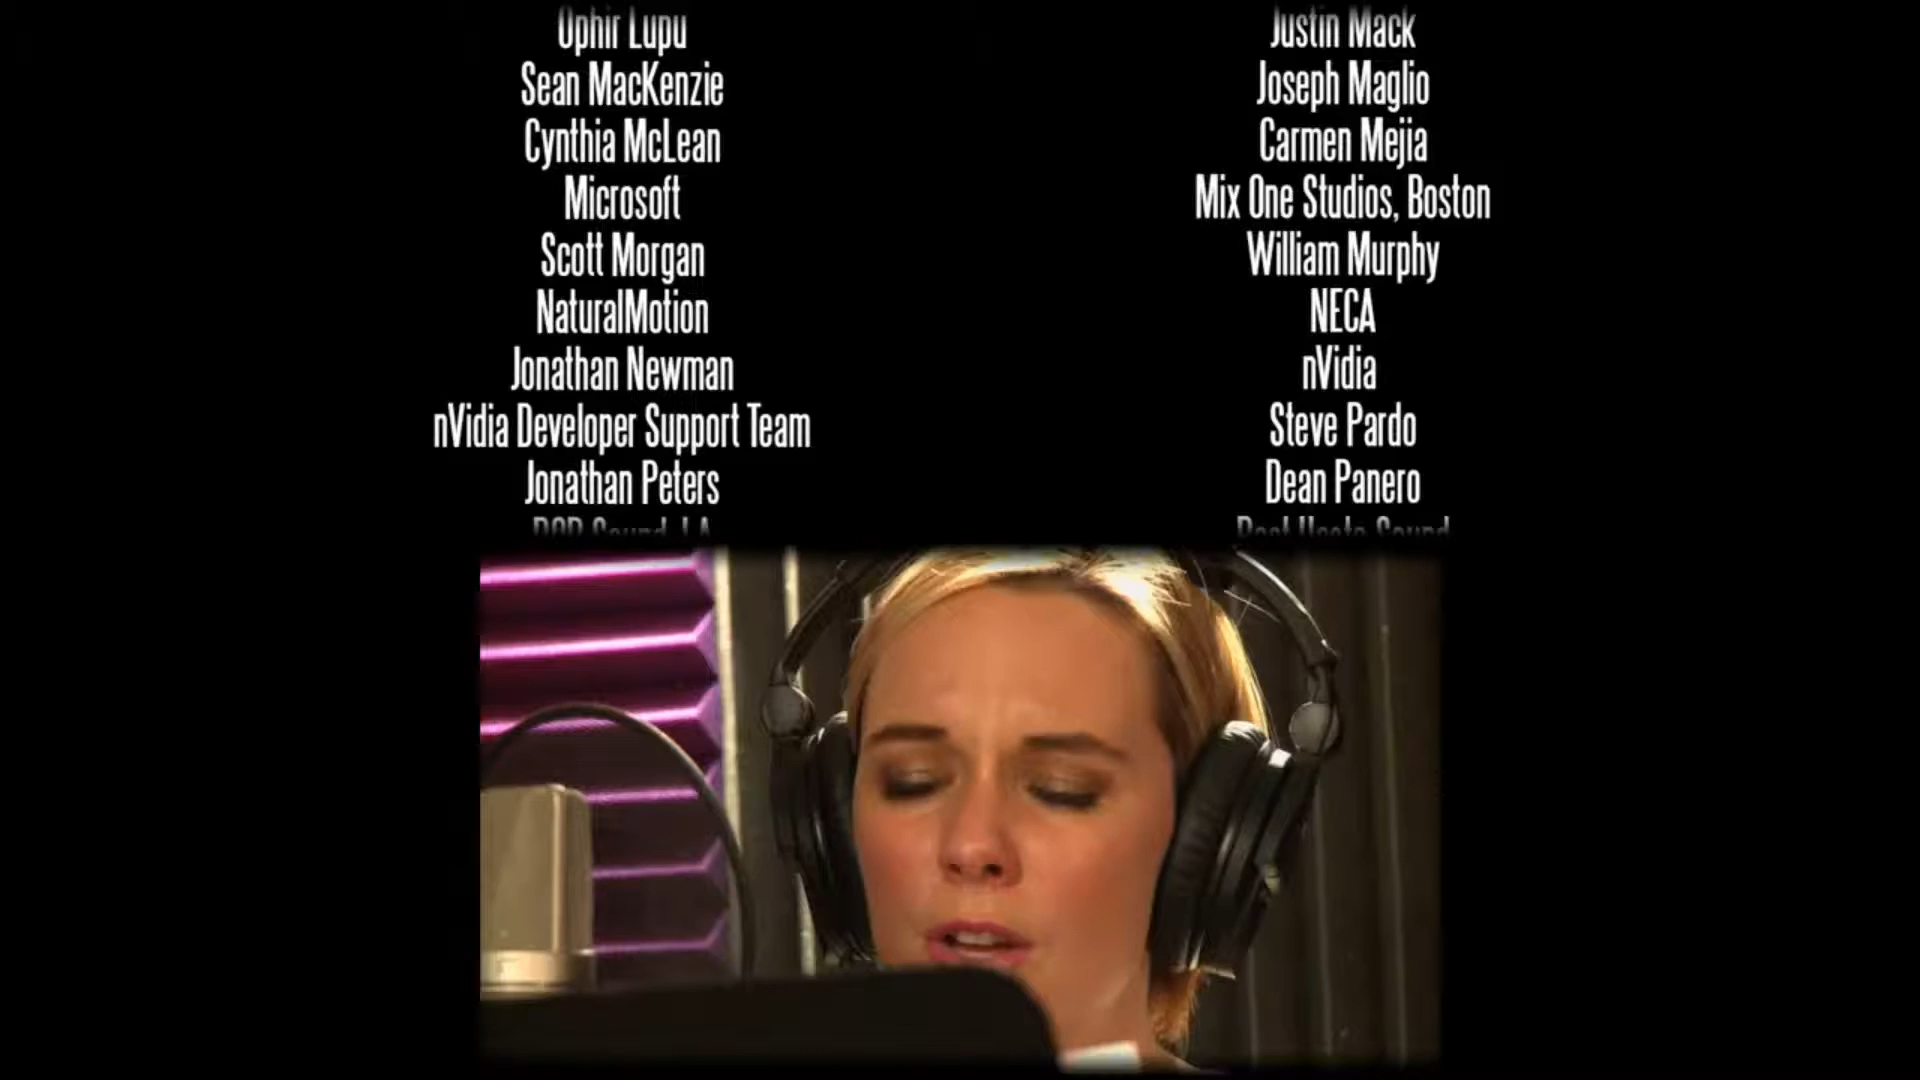 Ophir Lupu
Justin Mack
Sean MacKenzie
Joseph Maglio
Cynthia McLean
Carmen Mejia
Microsoft
Mix One Studios, Boston
Scott Morgan
William Murphy
NaturalMotion
NECA
Jonathan Newman
nVidia
nVidia Developer Support Team
Steve Pardo
Jonathan Peters
Dean Panero
Sound